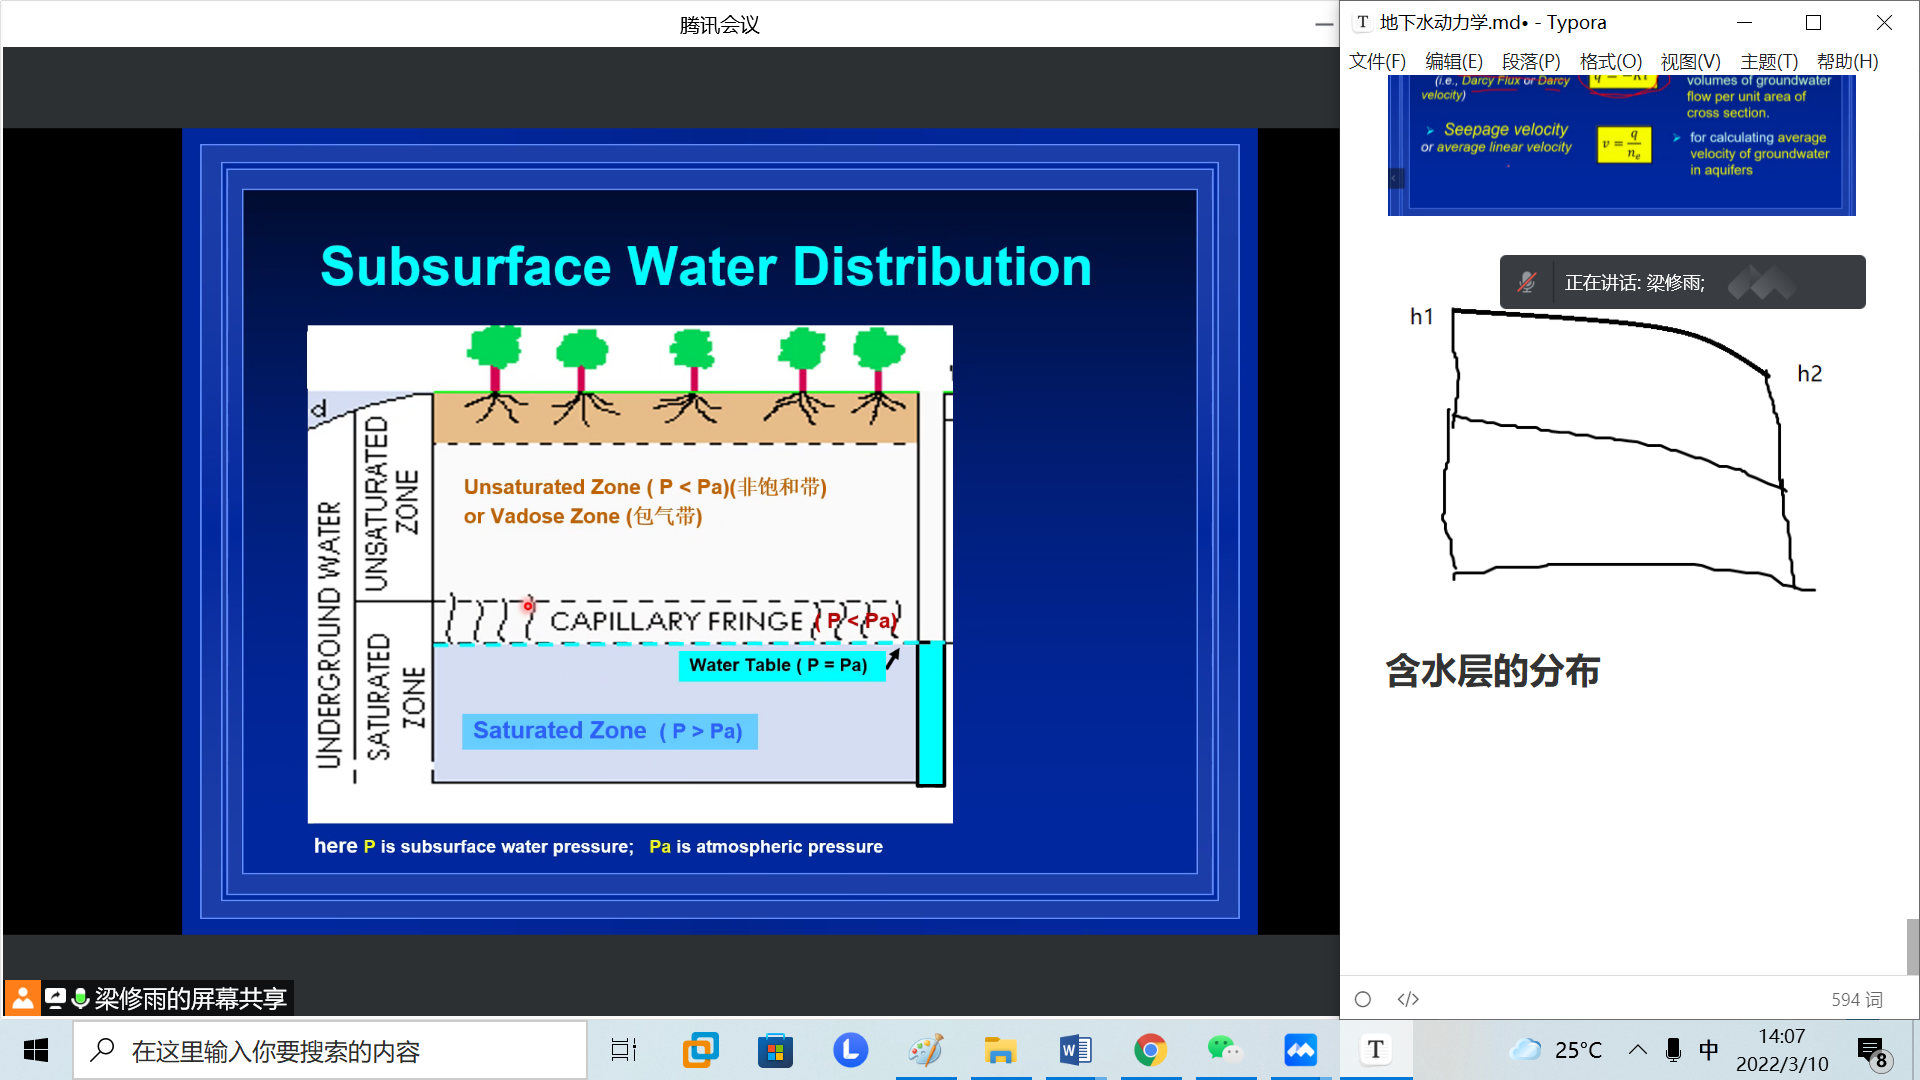 腾讯会议
Subsurface Water Distribution
d
UNDERGROUND WATER
UNSATURATED
ZONE
SATURATED
ZONE
Unsaturated Zone ( P < Pa)(非饱和带)
or Vadose Zone (包气带)
CAPILLARY FRINGE ( P < Pa)
Water Table ( P = Pa)
Saturated Zone ( P > Pa)
here P is subsurface water pressure; Pa is atmospheric pressure
梁修雨的屏幕共享
T 地下水动力学.md• - Typora
文件(F) 编辑(E) 段落(P) 格式(O) 视图(V) 主题(T) 帮助(H)
(i.e., Darcy Flux or Darcy
velocity)
volumes of groundwater
flow per unit area of
cross section.
Seepage velocity
or average linear velocity
v = q/nₑ
for calculating average
velocity of groundwater
in aquifers
正在讲话: 梁修雨;
h1
h2
含水层的分布
</> 594 词
在这里输入你要搜索的内容
L
W
T
25°C
中
14:07
2022/3/10
8